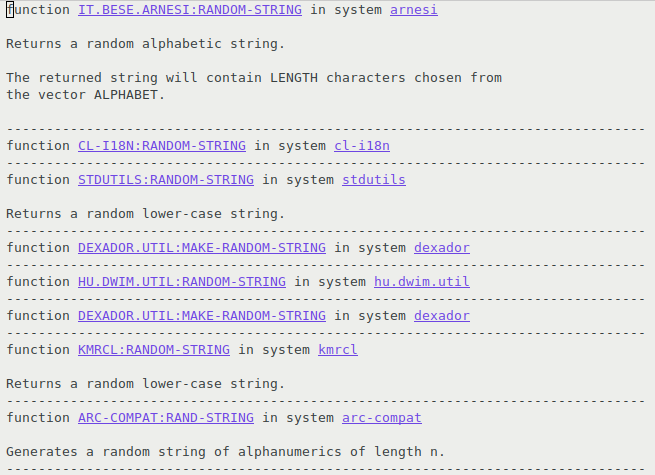 function IT.BESE.ARNESI:RANDOM-STRING in system arnesi
Returns a random alphabetic string.
The returned string will contain LENGTH characters chosen from
the vector ALPHABET.
--------------------------------------------------------------------------------
function CL-I18N:RANDOM-STRING in system cl-i18n
--------------------------------------------------------------------------------
function STDUTILS:RANDOM-STRING in system stdutils
Returns a random lower-case string.
--------------------------------------------------------------------------------
function DEXADOR.UTIL:MAKE-RANDOM-STRING in system dexador
--------------------------------------------------------------------------------
function HU.DWIM.UTIL:RANDOM-STRING in system hu.dwim.util
--------------------------------------------------------------------------------
function DEXADOR.UTIL:MAKE-RANDOM-STRING in system dexador
--------------------------------------------------------------------------------
function KMRCL:RANDOM-STRING in system kmrcl
Returns a random lower-case string.
--------------------------------------------------------------------------------
function ARC-COMPAT:RAND-STRING in system arc-compat
Generates a random string of alphanumerics of length n.
--------------------------------------------------------------------------------